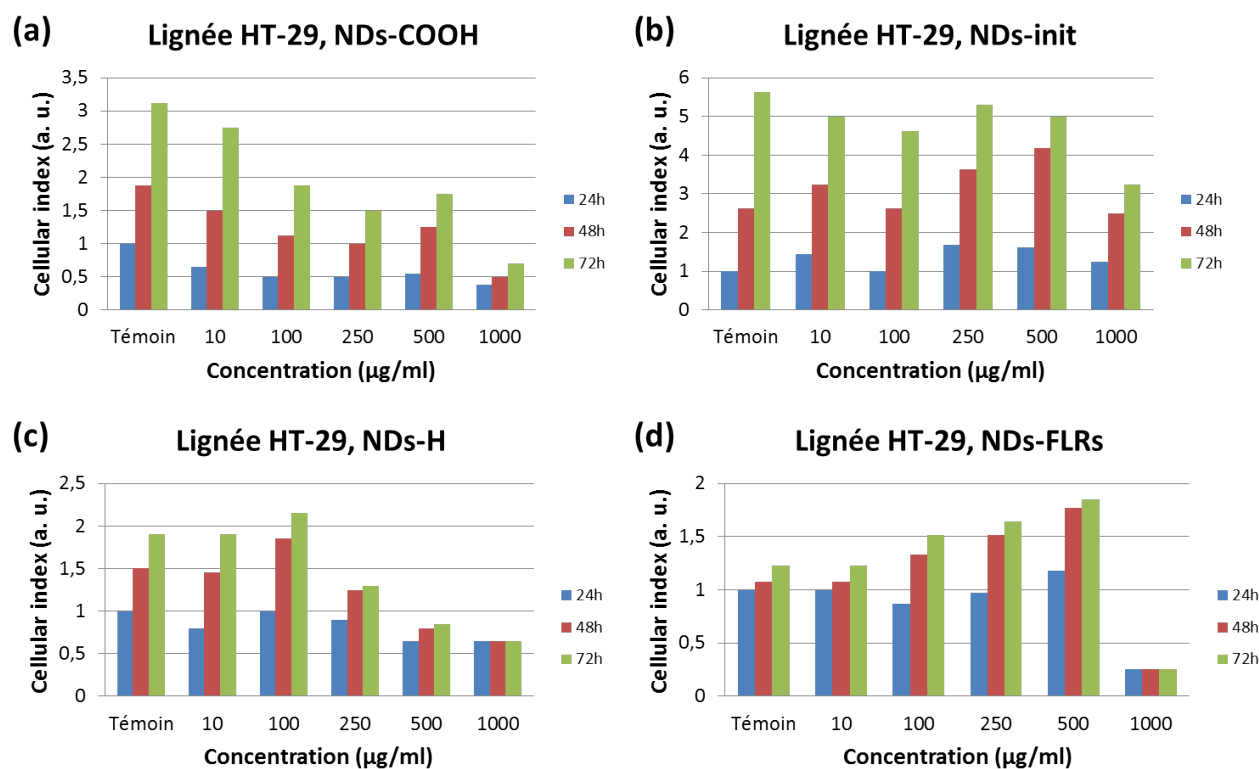 (a)
Lignée HT-29, NDs-COOH
Cellular index (a. u.)
3,5
3
2,5
2
1,5
1
0,5
0
Témoin 10 100 250 500 1000
Concentration (µg/ml)
24h
48h
72h
(b)
Lignée HT-29, NDs-init
Cellular index (a. u.)
6
5
4
3
2
1
0
Témoin 10 100 250 500 1000
Concentration (µg/ml)
24h
48h
72h
(c)
Lignée HT-29, NDs-H
Cellular index (a. u.)
2,5
2
1,5
1
0,5
0
Témoin 10 100 250 500 1000
Concentration (µg/ml)
24h
48h
72h
(d)
Lignée HT-29, NDs-FLRs
Cellular index (a. u.)
2
1,5
1
0,5
0
Témoin 10 100 250 500 1000
Concentration (µg/ml)
24h
48h
72h